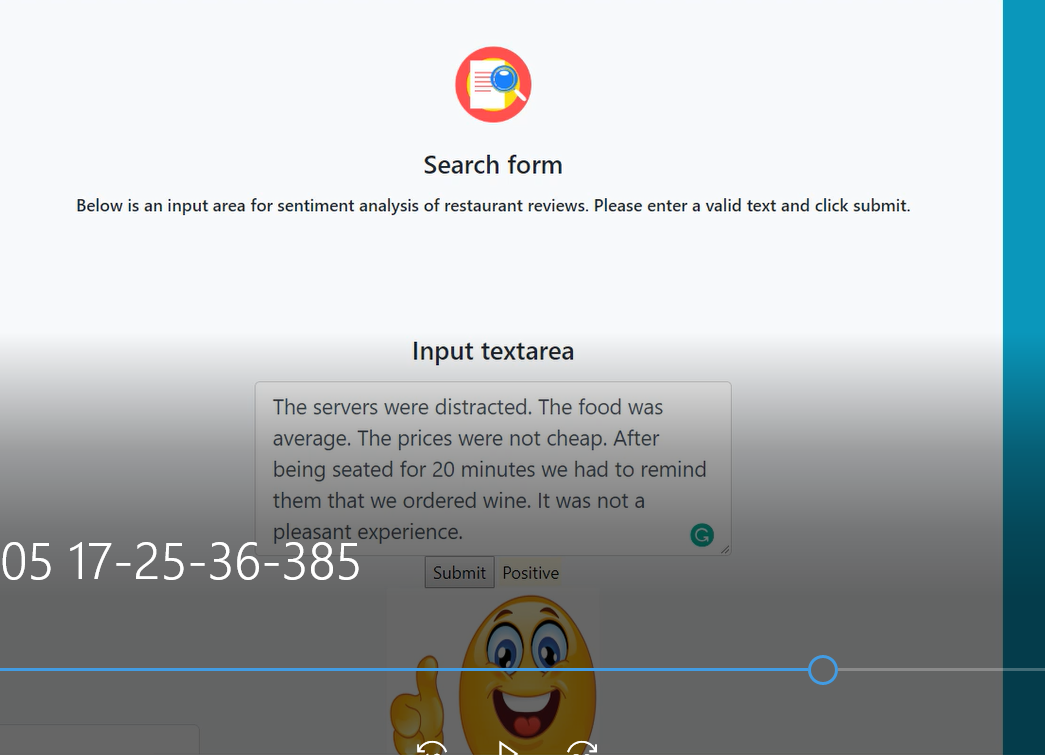 Search form
Below is an input area for sentiment analysis of restaurant reviews. Please enter a valid text and click submit.
Input textarea
The servers were distracted. The food was
average. The prices were not cheap. After
being seated for 20 minutes we had to remind
them that we ordered wine. It was not a
pleasant experience.
05 17-25-36-385
Submit Positive